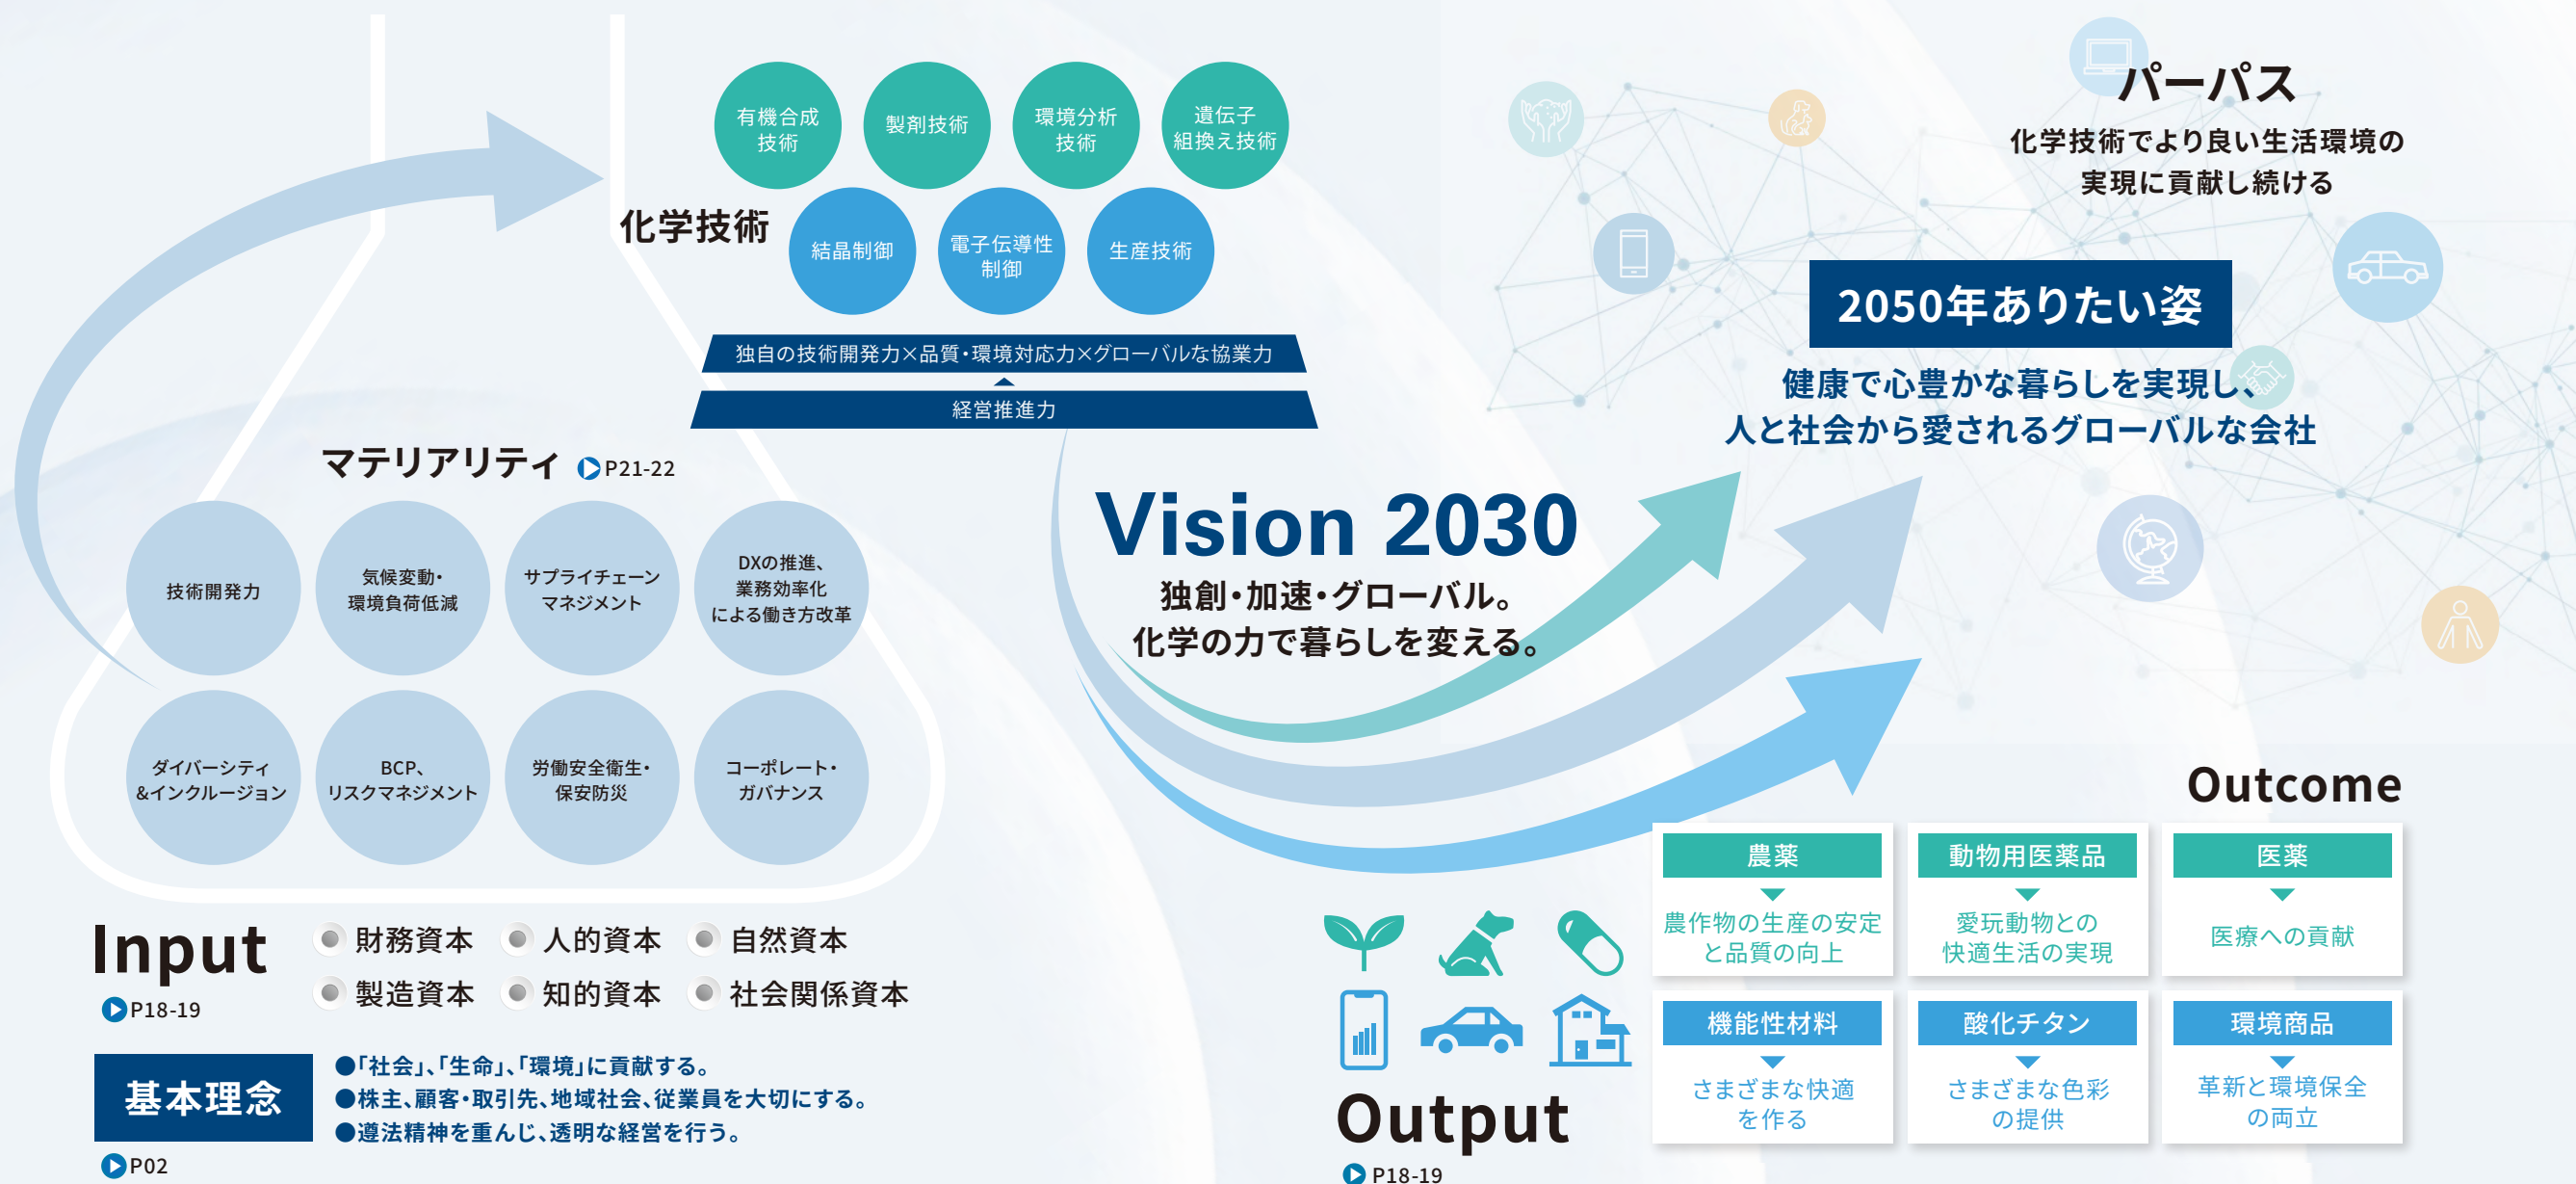 パーパス
化学技術でより良い生活環境の
実現に貢献し続ける
有機合成
技術
製剤技術
環境分析
技術
遺伝子
組換え技術
化学技術
結晶制御
電子伝導性
制御
生産技術
独自の技術開発力×品質・環境対応力×グローバルな協業力
経営推進力
2050年ありたい姿
健康で心豊かな暮らしを実現し、
人と社会から愛されるグローバルな会社
マテリアリティ
P21-22
技術開発力
気候変動・
環境負荷低減
サプライチェーン
マネジメント
DXの推進、
業務効率化
による働き方改革
ダイバーシティ
&インクルージョン
BCP、
リスクマネジメント
労働安全衛生・
保安防災
コーポレート・
ガバナンス
Vision 2030
独創・加速・グローバル。
化学の力で暮らしを変える。
Input
P18-19
財務資本
人的資本
自然資本
製造資本
知的資本
社会関係資本
基本理念
P02
●「社会」、「生命」、「環境」に貢献する。
●株主、顧客・取引先、地域社会、従業員を大切にする。
●遵法精神を重んじ、透明な経営を行う。
Output
P18-19
Outcome
農薬
農作物の生産の安定
と品質の向上
動物用医薬品
愛玩動物との
快適生活の実現
医薬
医療への貢献
機能性材料
さまざまな快適
を作る
酸化チタン
さまざまな色彩
の提供
環境商品
革新と環境保全
の両立